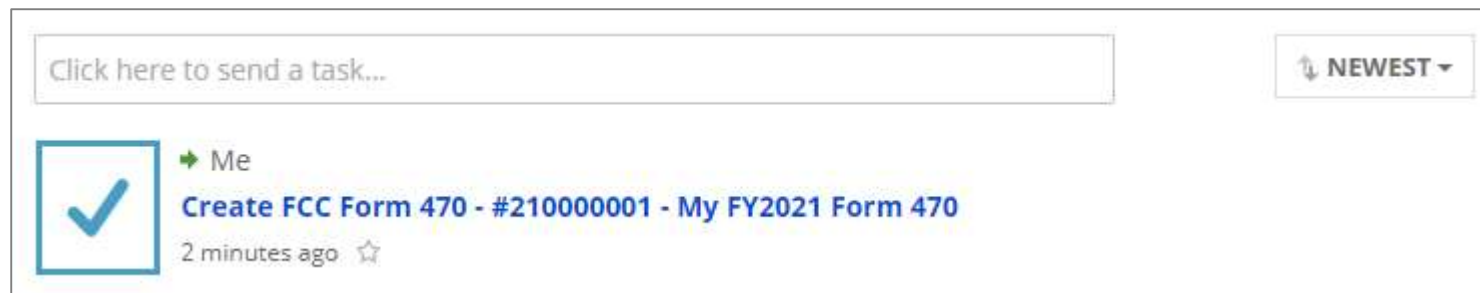 Click here to send a task...
NEWEST
Me
Create FCC Form 470 - #210000001 - My FY2021 Form 470
2 minutes ago